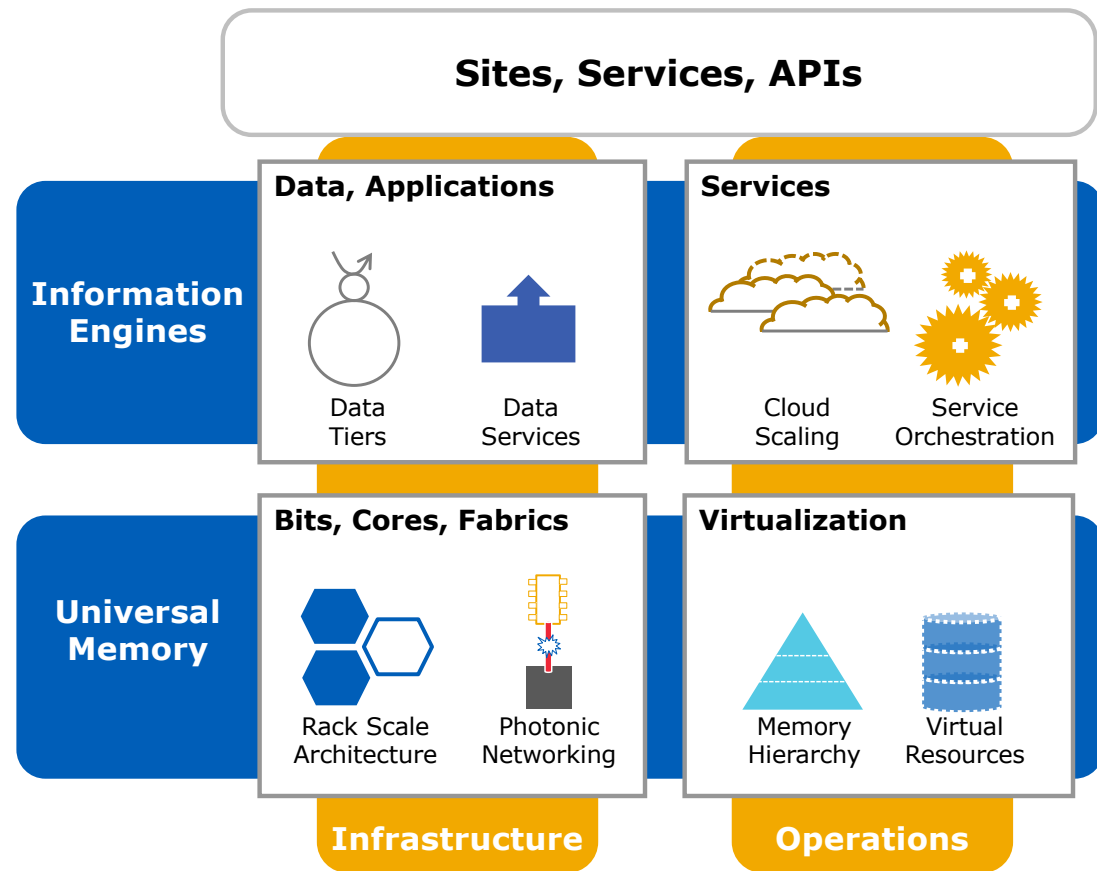 Sites, Services, APIs
Information
Engines
Data, Applications
Data
Tiers
Data
Services
Services
Cloud
Scaling
Service
Orchestration
Universal
Memory
Bits, Cores, Fabrics
Rack Scale
Architecture
Photonic
Networking
Virtualization
Memory
Hierarchy
Virtual
Resources
Infrastructure
Operations